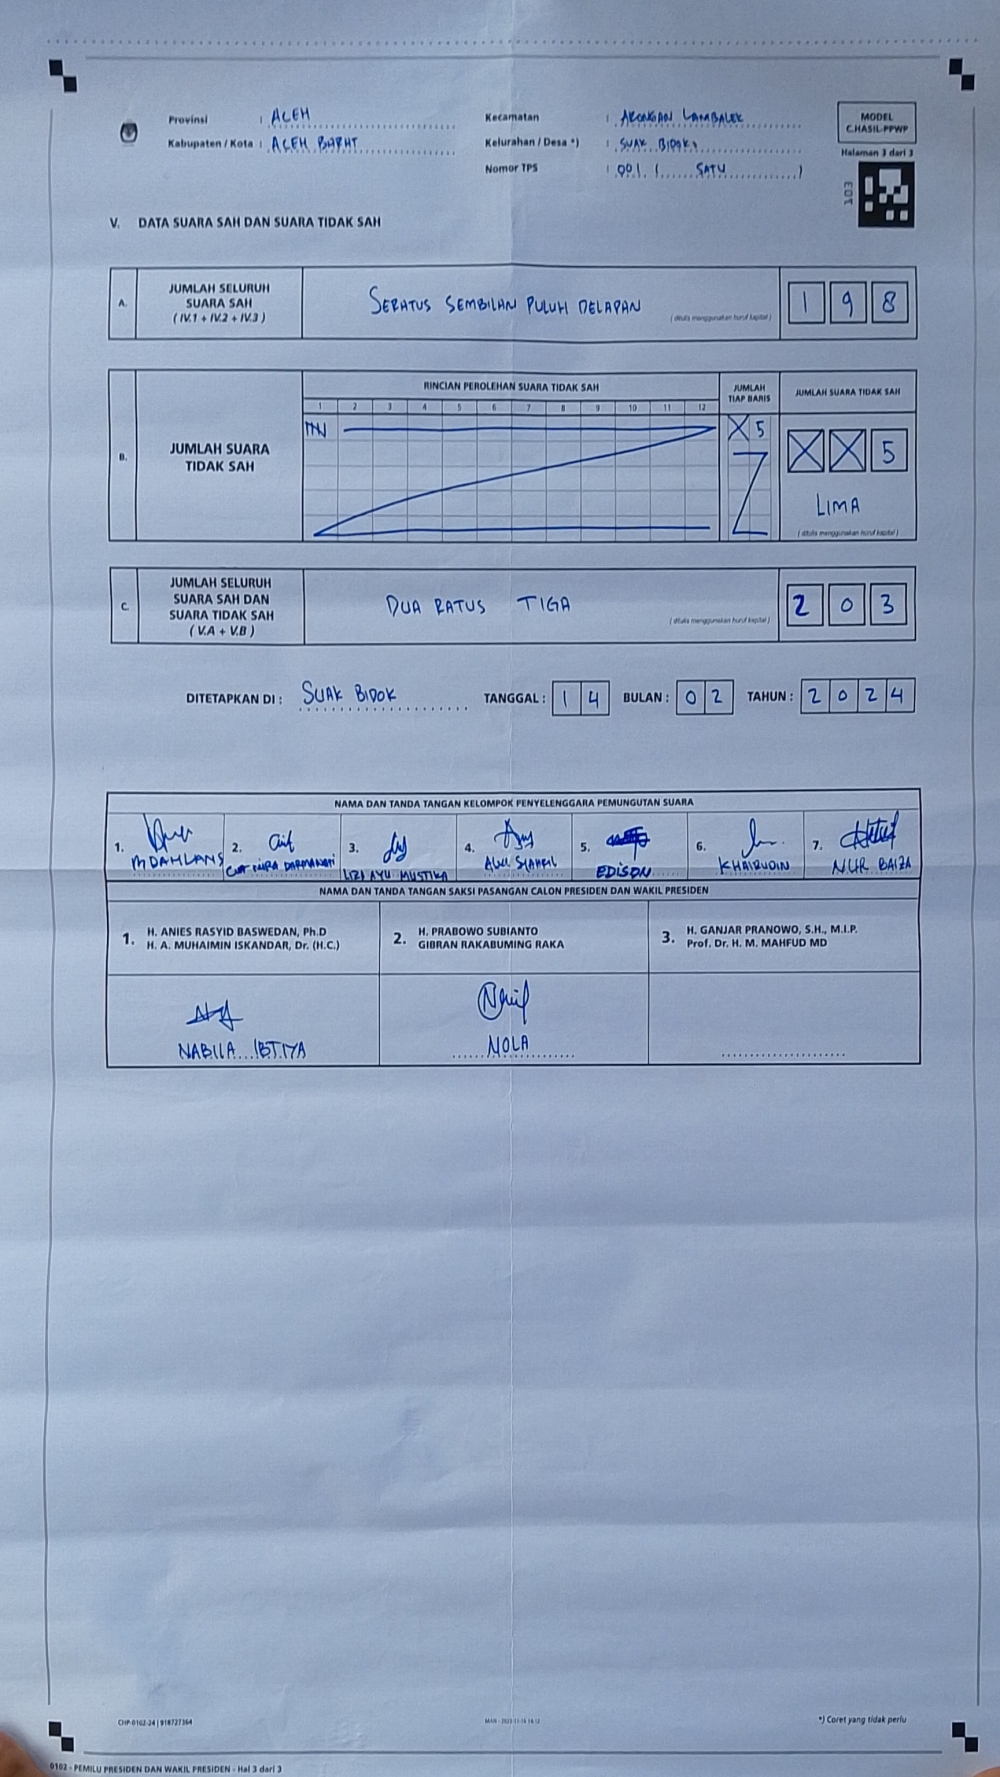 Provinsi : ACEH
Kabupaten / Kota : ACEH BARAT
Kecamatan : ARONGAN LAMBALEK
Kelurahan / Desa *) : SUAK BIDOK
Nomor TPS : 001 ( SATU )
MODEL
C.HASIL-PPWP
Halaman 3 dari 3
103
V. DATA SUARA SAH DAN SUARA TIDAK SAH
A. JUMLAH SELURUH
SUARA SAH
( IV.1 + IV.2 + IV.3 )
SERATUS SEMBILAN PULUH DELAPAN
( ditulis menggunakan huruf kapital )
1 9 8
B. JUMLAH SUARA
TIDAK SAH
RINCIAN PEROLEHAN SUARA TIDAK SAH
1 2 3 4 5 6 7 8 9 10 11 12
JUMLAH
TIAP BARIS
X 5
JUMLAH SUARA TIDAK SAH
X X 5
LIMA
( ditulis menggunakan huruf kapital )
C. JUMLAH SELURUH
SUARA SAH DAN
SUARA TIDAK SAH
( V.A + V.B )
DUA RATUS TIGA
( ditulis menggunakan huruf kapital )
2 0 3
DITETAPKAN DI : SUAK BIDOK TANGGAL : 1 4 BULAN : 0 2 TAHUN : 2 0 2 4
NAMA DAN TANDA TANGAN KELOMPOK PENYELENGGARA PEMUNGUTAN SUARA
1. 2. 3. 4. 5. 6. 7.
M DAHLANS
LIZI AYU MUSTIKA
EDISON
KHAIRUDIN
NUR BAIZA
NAMA DAN TANDA TANGAN SAKSI PASANGAN CALON PRESIDEN DAN WAKIL PRESIDEN
1. H. ANIES RASYID BASWEDAN, Ph.D
H. A. MUHAIMIN ISKANDAR, Dr. (H.C.)
2. H. PRABOWO SUBIANTO
GIBRAN RAKABUMING RAKA
3. H. GANJAR PRANOWO, S.H., M.I.P.
Prof. Dr. H. M. MAHFUD MD
NABILA IBTIYA
NOLA
CHP-0102-24 | 918727364
*) Coret yang tidak perlu
0102 - PEMILU PRESIDEN DAN WAKIL PRESIDEN - Hal 3 dari 3